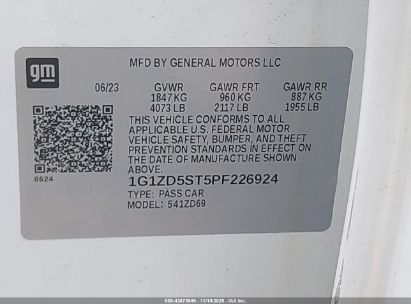 gm
MFD BY GENERAL MOTORS LLC
06/23 GVWR GAWR FRT GAWR RR
1847 KG 960 KG 887 KG
4073 LB 2117 LB 1955 LB
THIS VEHICLE CONFORMS TO ALL
APPLICABLE U.S. FEDERAL MOTOR
VEHICLE SAFETY, BUMPER, AND THEFT
PREVENTION STANDARDS IN EFFECT ON
THE DATE OF MANUFACTURE SHOWN
ABOVE.
8624
1G1ZD5ST5PF226924
TYPE: PASS CAR
MODEL: 541ZD69